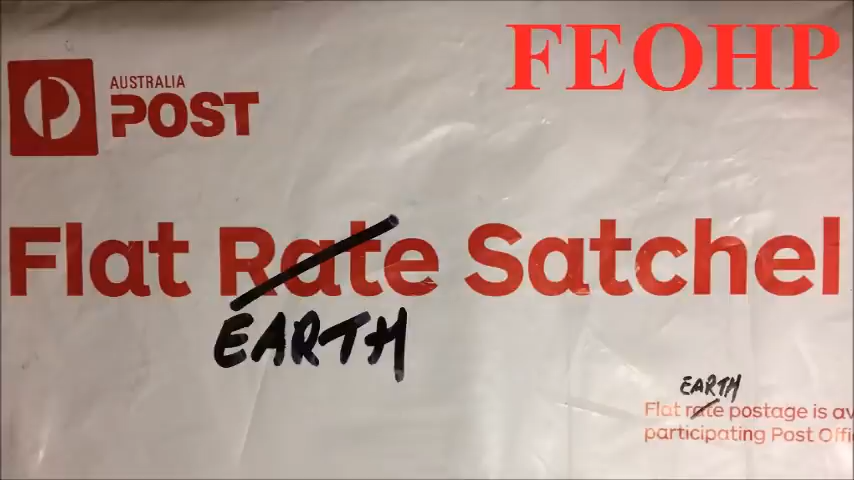 FEOHP
AUSTRALIA
POST
Flat Rate Satchel
EARTH
EARTH
Flat rate postage is av
participating Post Offi